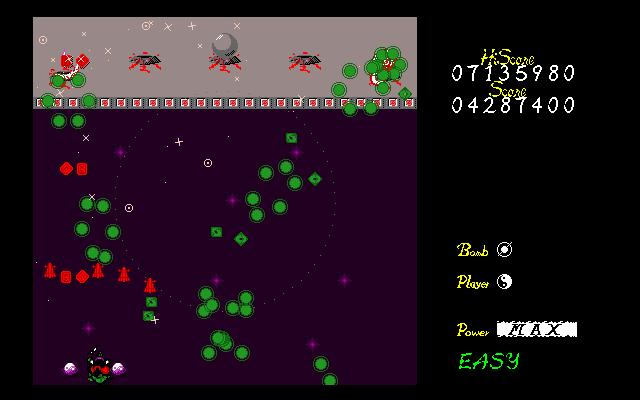 HiScore
07135980
Score
04287400
Bomb
Player
Power MAX
EASY